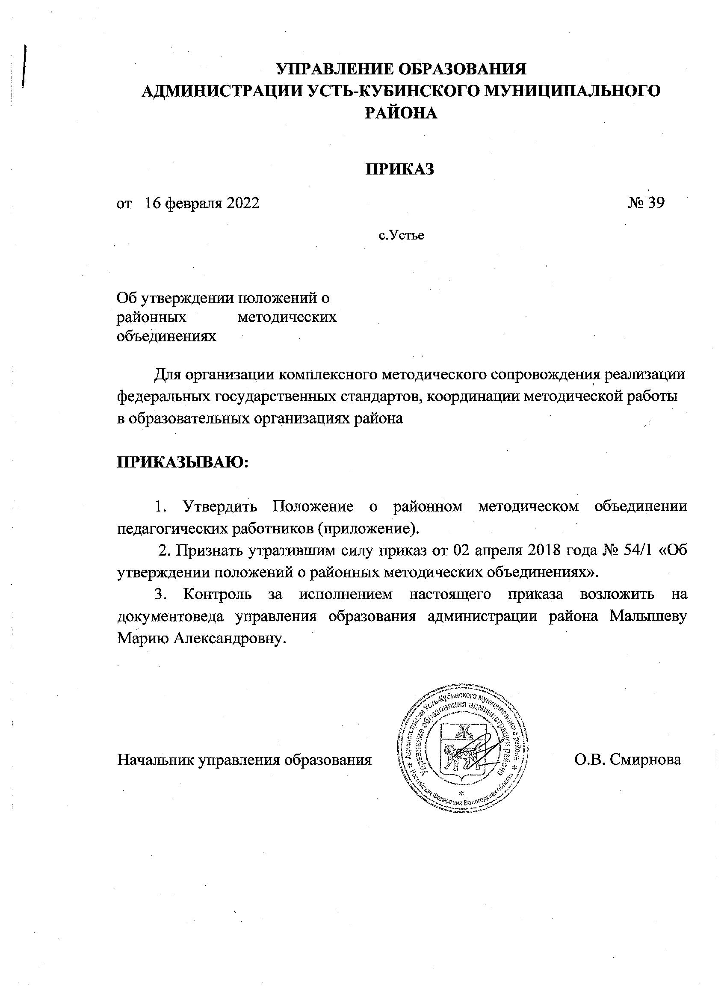 УПРАВЛЕНИЕ ОБРАЗОВАНИЯ
АДМИНИСТРАЦИИ УСТЬ-КУБИНСКОГО МУНИЦИПАЛЬНОГО
РАЙОНА
ПРИКАЗ
от 16 февраля 2022 № 39
с.Устье
Об утверждении положений о
районных методических
объединениях
Для организации комплексного методического сопровождения реализации
федеральных государственных стандартов, координации методической работы
в образовательных организациях района
ПРИКАЗЫВАЮ:
1. Утвердить Положение о районном методическом объединении
педагогических работников (приложение).
2. Признать утратившим силу приказ от 02 апреля 2018 года № 54/1 «Об
утверждении положений о районных методических объединениях».
3. Контроль за исполнением настоящего приказа возложить на
документоведа управления образования администрации района Малышеву
Марию Александровну.
Начальник управления образования О.В. Смирнова
* Администрация Усть-Кубинского муниципального района *
Российская Федерация Вологодская область
Управление образования администрации района
*